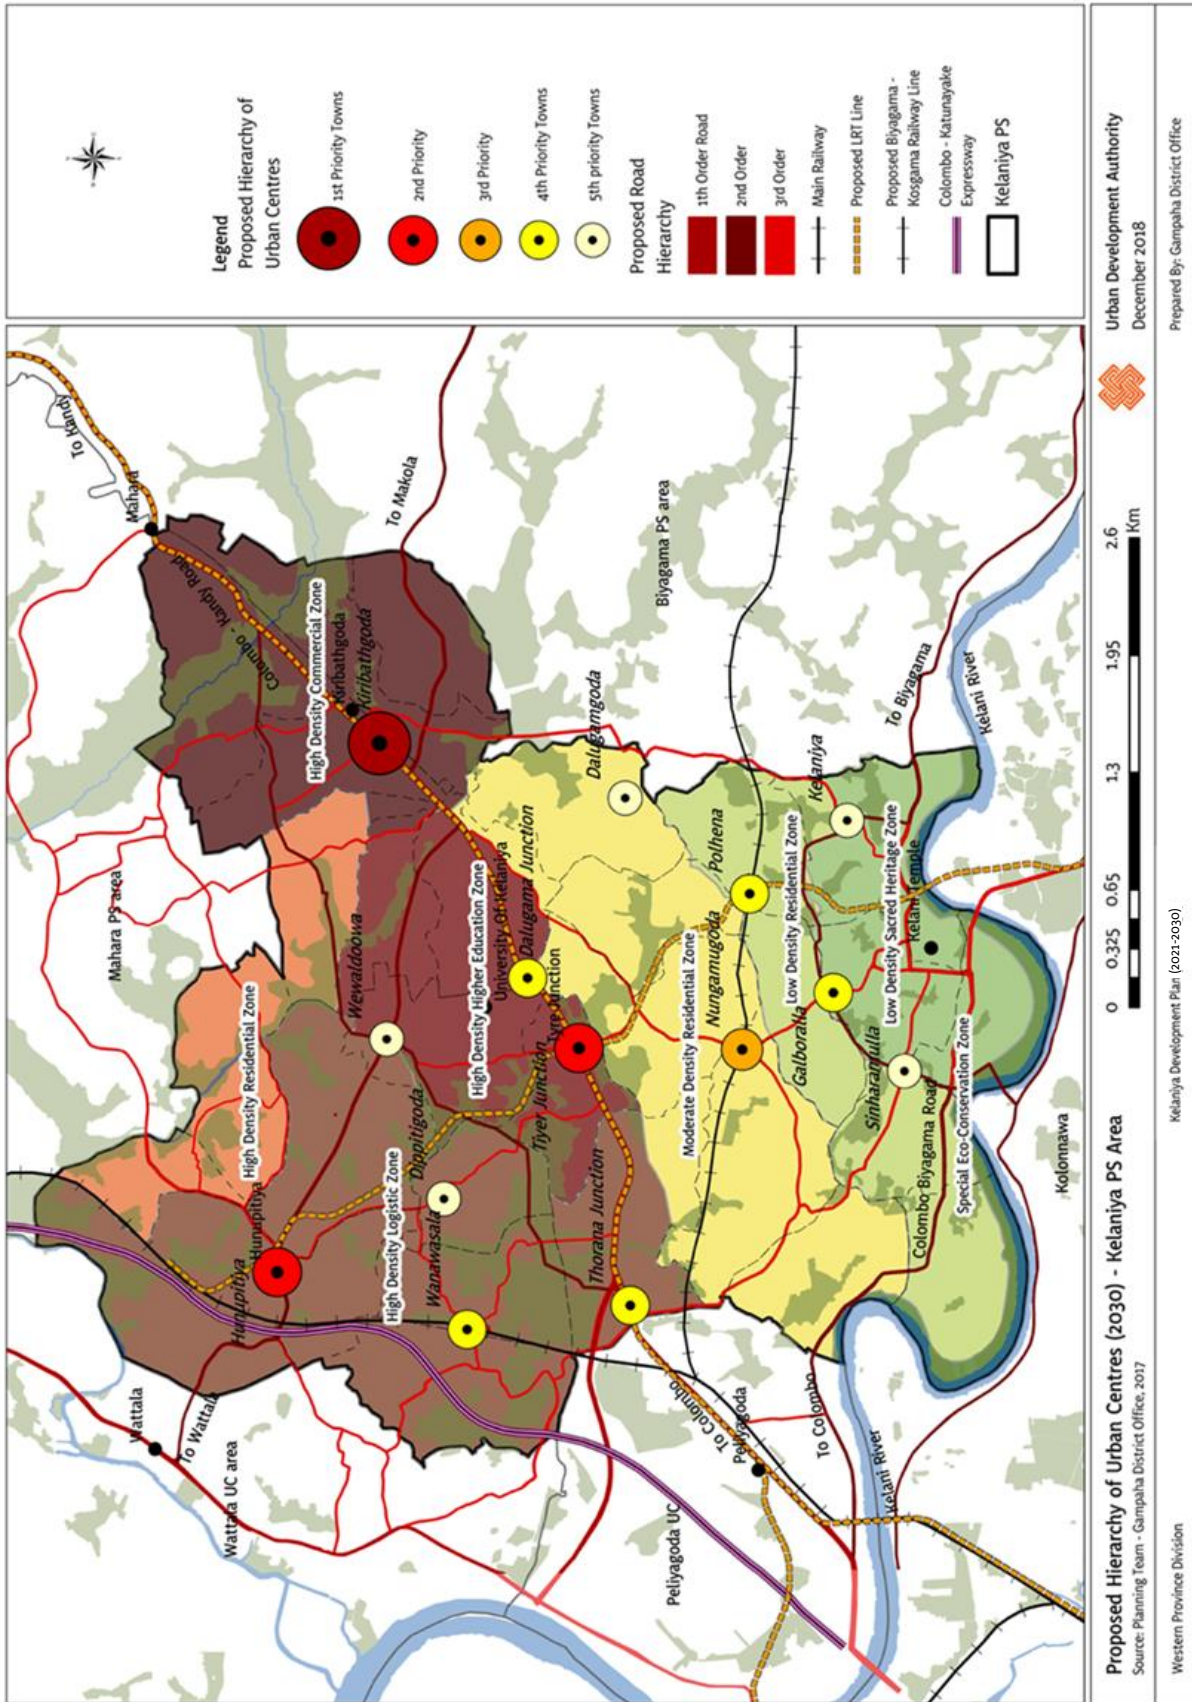 Proposed Hierarchy of Urban Centres (2030) - Kelaniya PS Area
Source: Planning Team - Gampaha District Office, 2017
0 0.325 0.65 1.3 1.95 2.6
Km
Urban Development Authority
December 2018
Western Province Division
Kelaniya Development Plan (2021-2030)
Prepared By: Gampaha District Office
Legend
Proposed Hierarchy of
Urban Centres
1st Priority Towns
2nd Priority
3rd Priority
4th Priority Towns
5th priority Towns
Proposed Road
Hierarchy
1th Order Road
2nd Order
3rd Order
Main Railway
Proposed LRT Line
Proposed Biyagama -
Kosgama Railway Line
Colombo - Katunayake
Expressway
Kelaniya PS
Wattala
To Wattala
Wattala UC area
Mahara PS area
Mahara
To Kandy
Colombo - Kandy Road
High Density Commercial Zone
Kiribathgoda
Kiribathgoda
To Makola
Hunupitiya
Hunupitiya
High Density Residential Zone
Wewaldoowa
High Density Logistic Zone
Wanawasala
Dippitigoda
High Density Higher Education Zone
University Of Kelaniya
Dalugama Junction
Tyre Junction
Tiyer Junction
Thorana Junction
Dalugamgoda
Biyagama PS area
Moderate Density Residential Zone
Nungamugoda
Polhena
Low Density Residential Zone
Galboralla
Kelaniya
Low Density Sacred Heritage Zone
Kelani Temple
Sinharamulla
Colombo Biyagama Road
Special Eco-Conservation Zone
To Biyagama
Kelani River
To Colombo
Peliyagoda
Peliyagoda UC
To Colombo
Kelani River
Kolonnawa